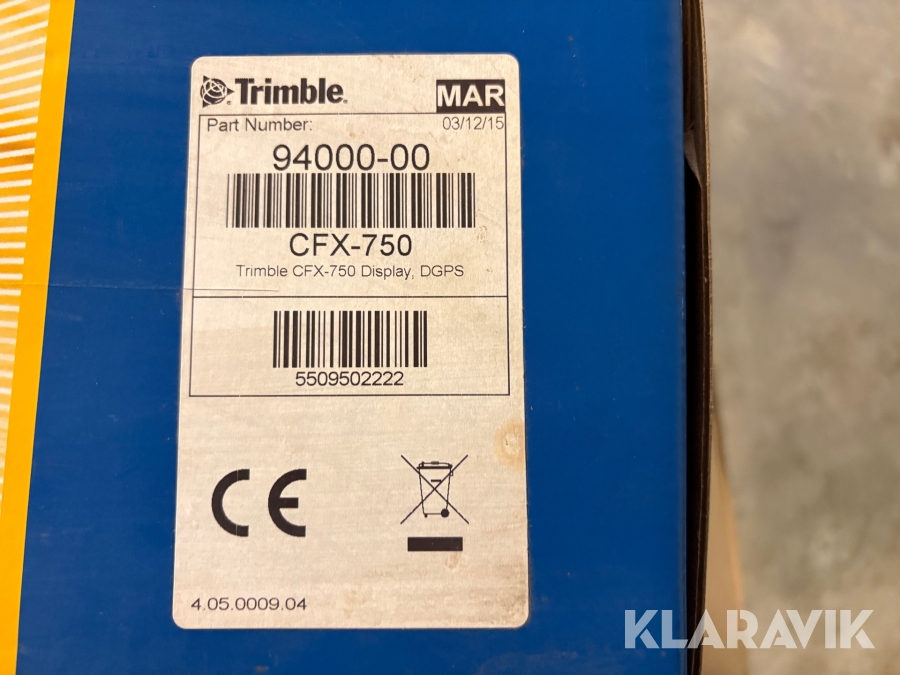 Trimble.
MAR
Part Number:
03/12/15
94000-00
CFX-750
Trimble CFX-750 Display, DGPS
5509502222
CE
4.05.0009.04
KLARAVIK